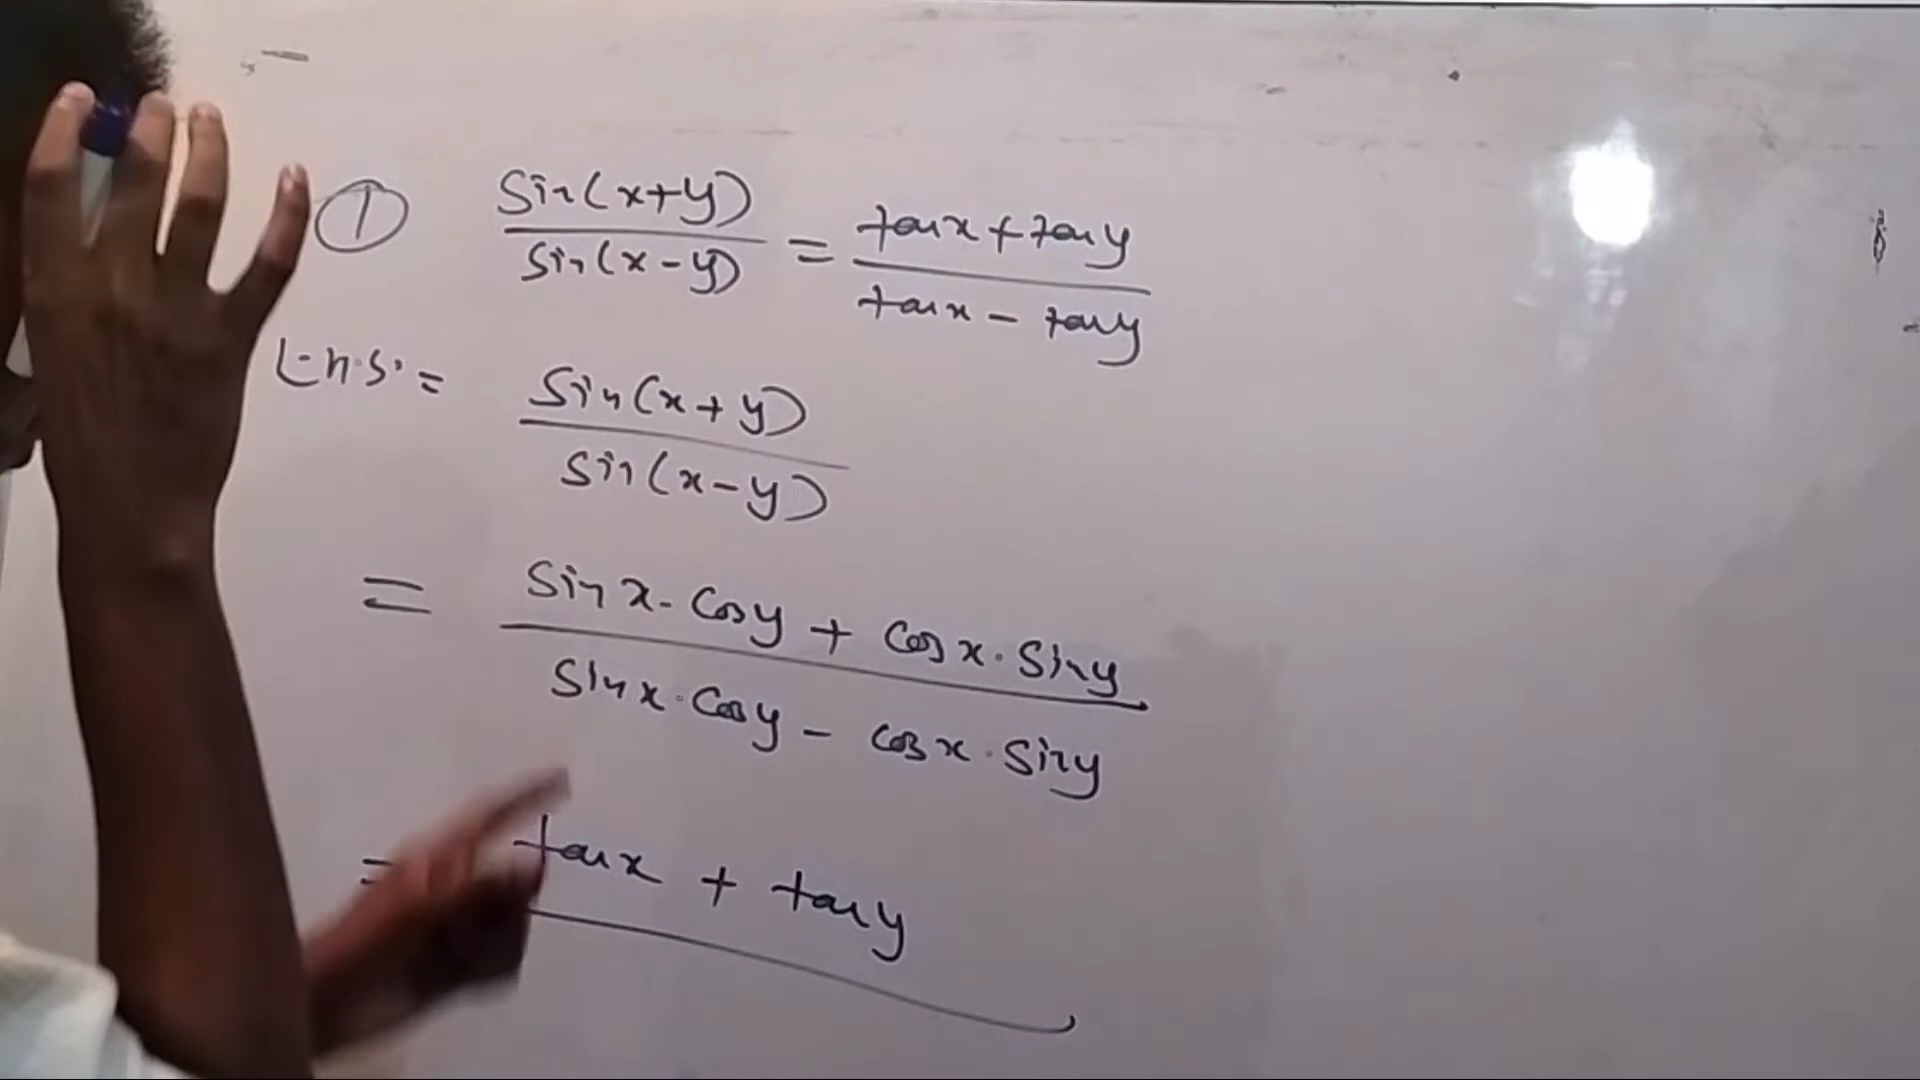 ① sin(x+y) / sin(x-y) = tanx + tany / tanx - tany
L.H.S. = sin(x+y) / sin(x-y)
= sinx.cosy + cosx.siny / sinx.cosy - cosx.siny
= tanx + tany